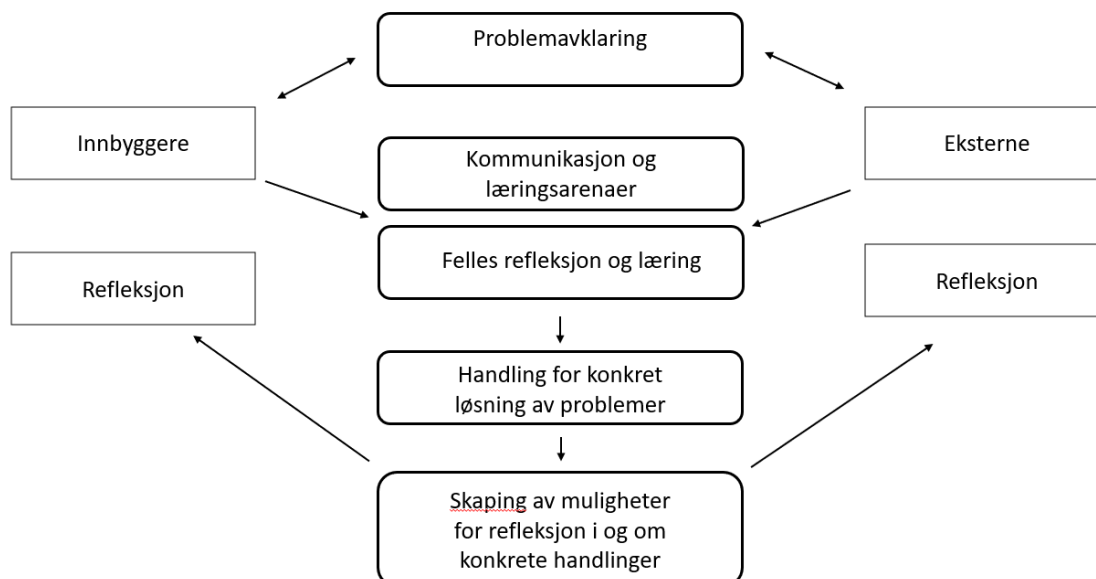 Problemavklaring
Innbyggere
Eksterne
Kommunikasjon og
læringsarenaer
Felles refleksjon og læring
Refleksjon
Refleksjon
Handling for konkret
løsning av problemer
Skaping av muligheter
for refleksjon i og om
konkrete handlinger